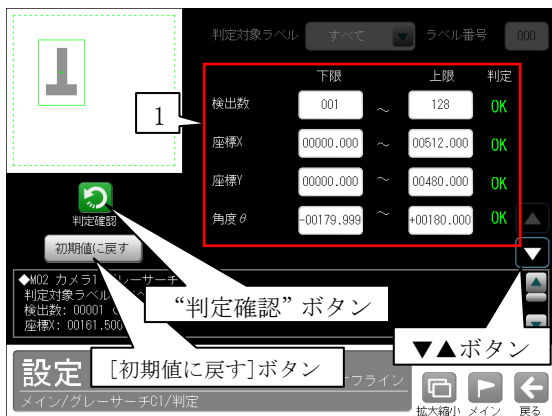 判定対象ラベル すべて ▼ ラベル番号 000
下限 上限 判定
検出数 001 ~ 128 OK
座標X 00000.000 ~ 00512.000 OK
座標Y 00000.000 ~ 00480.000 OK
角度θ -00179.999 ~ +00180.000 OK
1
判定確認
初期値に戻す
◆M02 カメラ1 グレーサーチ
判定対象ラベル
検出数: 00001
座標X: 00161.500
“判定確認” ボタン
[初期値に戻す]ボタン
▼▲ボタン
設定
フライン
メイン/グレーサーチC1/判定
拡大縮小 メイン 戻る